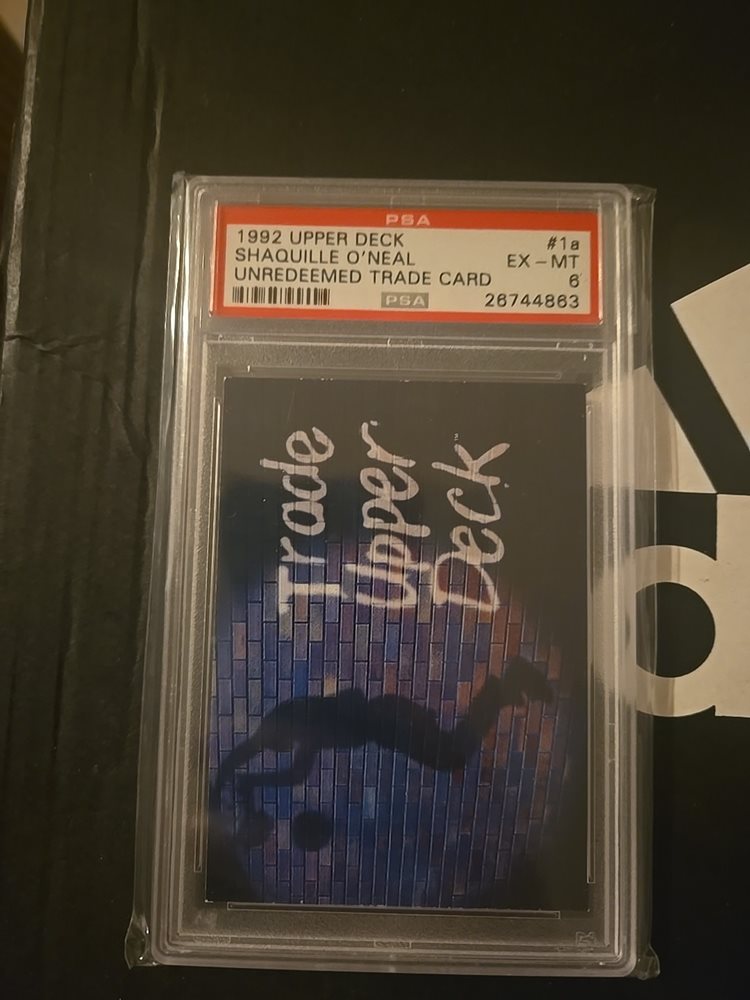 PSA
1992 UPPER DECK #1a
SHAQUILLE O'NEAL EX - MT
UNREDEEMED TRADE CARD 6
PSA 26744863
Trade
Upper
Deck
d